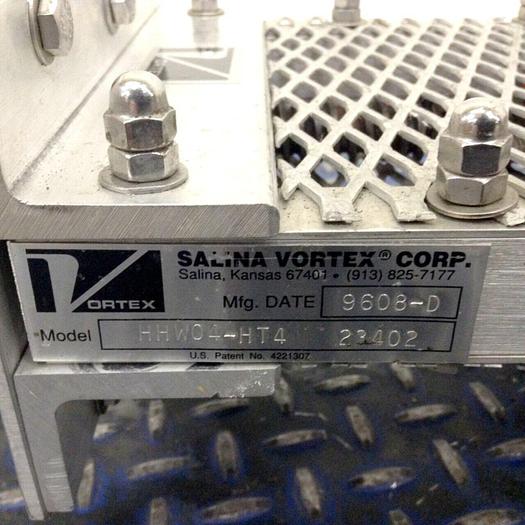 VORTEX
SALINA VORTEX® CORP.
Salina, Kansas 67401 • (913) 825-7177
Mfg. DATE 9608-D
Model HHW04-HT4 23402
U.S. Patent No. 4221307